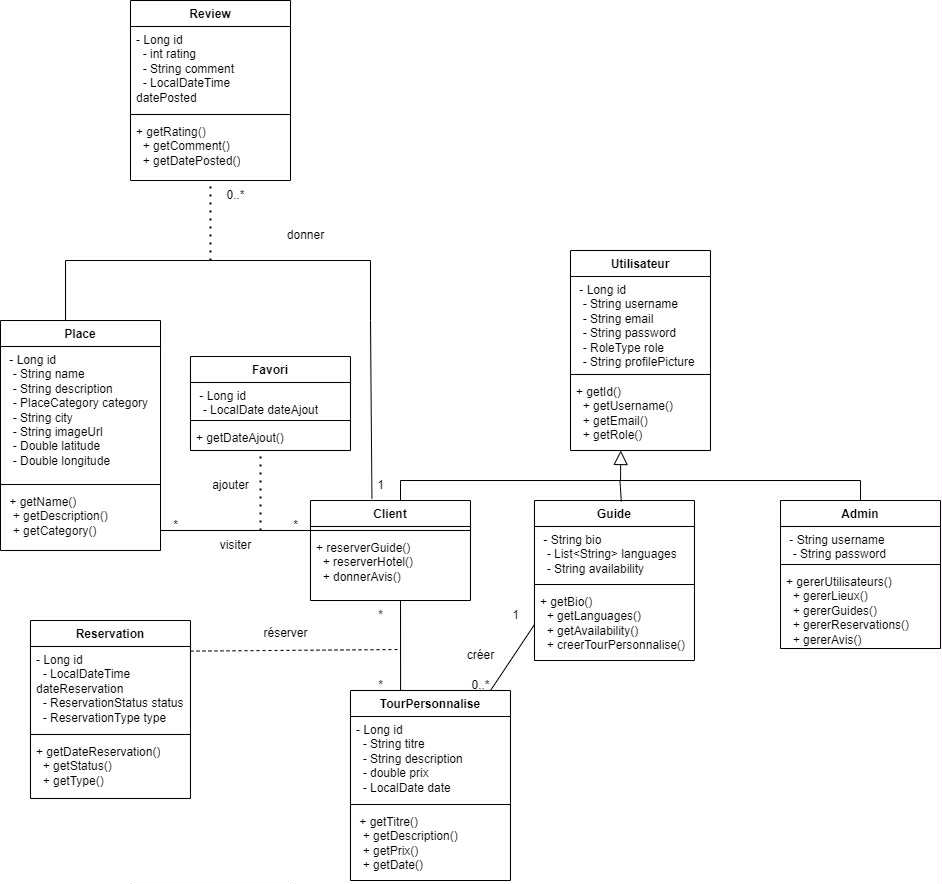 Review
- Long id
- int rating
- String comment
- LocalDateTime
datePosted
+ getRating()
+ getComment()
+ getDatePosted()
0..*
donner
Utilisateur
- Long id
- String username
- String email
- String password
- RoleType role
- String profilePicture
+ getId()
+ getUsername()
+ getEmail()
+ getRole()
Place
- Long id
- String name
- String description
- PlaceCategory category
- String city
- String imageUrl
- Double latitude
- Double longitude
+ getName()
+ getDescription()
+ getCategory()
Favori
- Long id
- LocalDate dateAjout
+ getDateAjout()
ajouter
1
*
*
visiter
Client
+ reserverGuide()
+ reserverHotel()
+ donnerAvis()
Guide
- String bio
- List<String> languages
- String availability
+ getBio()
+ getLanguages()
+ getAvailability()
+ creerTourPersonnalise()
Admin
- String username
- String password
+ gererUtilisateurs()
+ gererLieux()
+ gererGuides()
+ gererReservations()
+ gererAvis()
*
1
réserver
créer
*
0..*
Reservation
- Long id
- LocalDateTime
dateReservation
- ReservationStatus status
- ReservationType type
+ getDateReservation()
+ getStatus()
+ getType()
TourPersonnalise
- Long id
- String titre
- String description
- double prix
- LocalDate date
+ getTitre()
+ getDescription()
+ getPrix()
+ getDate()